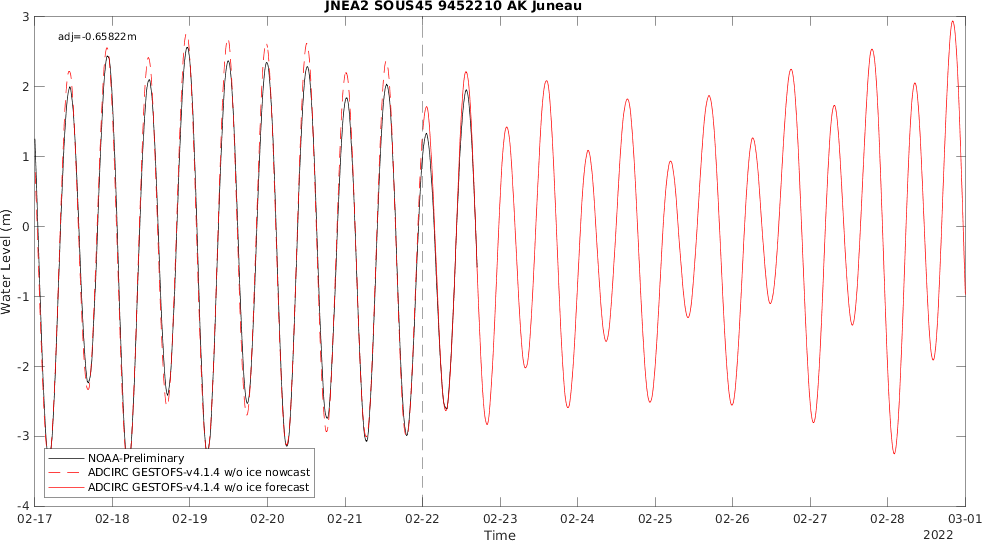 JNEA2 SOUS45 9452210 AK Juneau
adj=-0.65822m
3
2
1
0
-1
-2
-3
-4
Water Level (m)
NOAA-Preliminary
ADCIRC GESTOFS-v4.1.4 w/o ice nowcast
ADCIRC GESTOFS-v4.1.4 w/o ice forecast
02-17 02-18 02-19 02-20 02-21 02-22 02-23 02-24 02-25 02-26 02-27 02-28 03-01
Time
2022